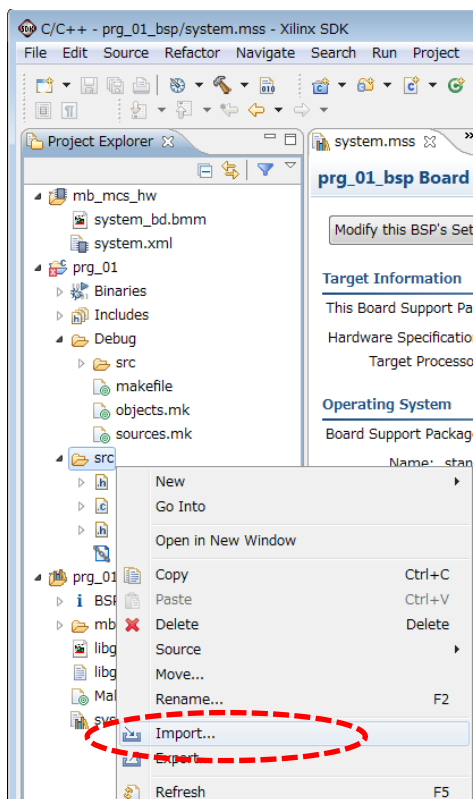 C/C++ - prg_01_bsp/system.mss - Xilinx SDK
File Edit Source Refactor Navigate Search Run Project
Project Explorer
system.mss
prg_01_bsp Board
mb_mcs_hw
system_bd.bmm
system.xml
Modify this BSP's Set
prg_01
Target Information
Binaries
This Board Support Pa
Includes
Hardware Specificatio
Debug
Target Processo
src
makefile
Operating System
objects.mk
sources.mk
Board Support Packag
src
Name: stan
.h
New
.c
Go Into
.h
Open in New Window
prg_01
Copy Ctrl+C
BSP
Paste Ctrl+V
mb
Delete Delete
libg
Source
libg
Move...
Mal
Rename... F2
sys
Import...
Export...
Refresh F5